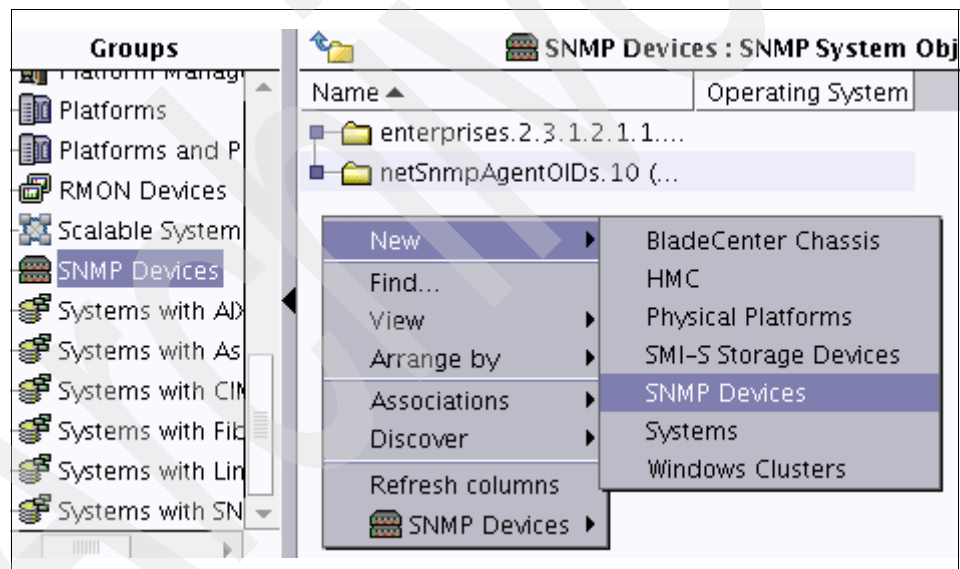 Groups
Platform Manag
Platforms
Platforms and P
RMON Devices
Scalable System
SNMP Devices
Systems with AIX
Systems with As
Systems with CIM
Systems with Fib
Systems with Lin
Systems with SN
SNMP Devices : SNMP System Obj
Name
Operating System
enterprises.2.3.1.2.1.1....
netSnmpAgentOIDs.10 (...
New
Find...
View
Arrange by
Associations
Discover
Refresh columns
SNMP Devices
BladeCenter Chassis
HMC
Physical Platforms
SMI-S Storage Devices
SNMP Devices
Systems
Windows Clusters